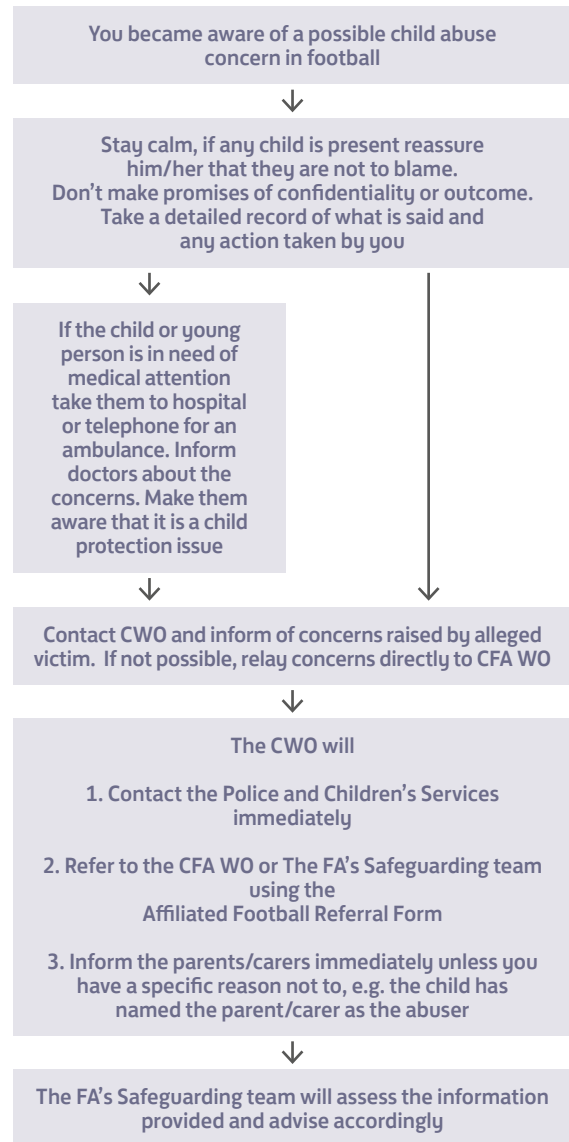 You became aware of a possible child abuse
concern in football
Stay calm, if any child is present reassure
him/her that they are not to blame.
Don't make promises of confidentiality or outcome.
Take a detailed record of what is said and
any action taken by you
If the child or young
person is in need of
medical attention
take them to hospital
or telephone for an
ambulance. Inform
doctors about the
concerns. Make them
aware that it is a child
protection issue
Contact CWO and inform of concerns raised by alleged
victim. If not possible, relay concerns directly to CFA WO
The CWO will
1. Contact the Police and Children's Services
immediately
2. Refer to the CFA WO or The FA's Safeguarding team
using the
Affiliated Football Referral Form
3. Inform the parents/carers immediately unless you
have a specific reason not to, e.g. the child has
named the parent/carer as the abuser
The FA's Safeguarding team will assess the information
provided and advise accordingly